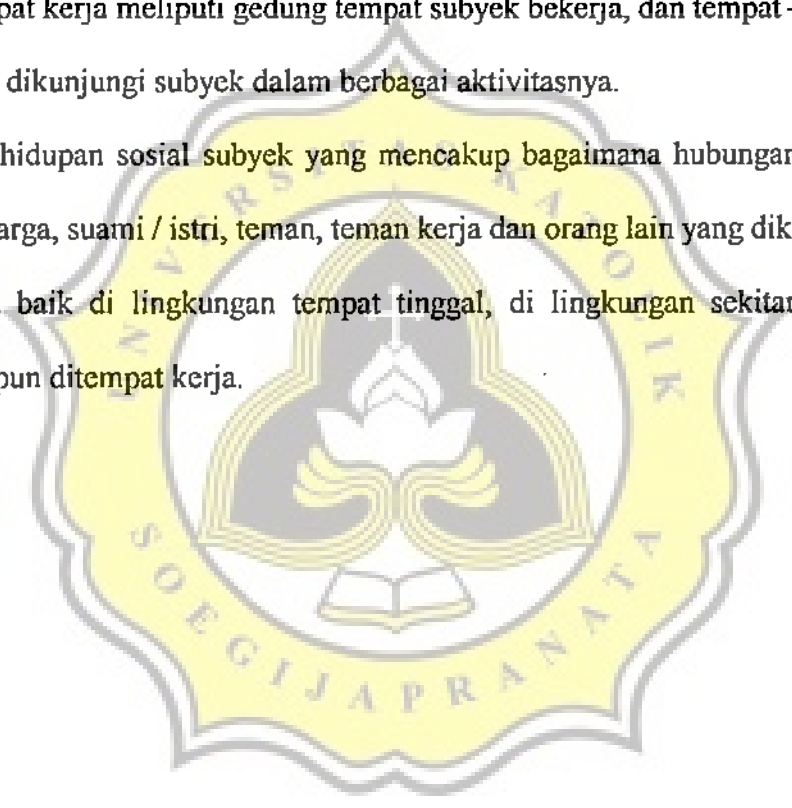 pat kerja meliputi gedung tempat subyek bekerja, dan tempat -
dikunjungi subyek dalam berbagai aktivitasnya.
hidupan sosial subyek yang mencakup bagaimana hubungan
arga, suami / istri, teman, teman kerja dan orang lain yang dik
baik di lingkungan tempat tinggal, di lingkungan sekitar
pun ditempat kerja.
UNIVERSITAS KATOLIK
SOEGIJAPRANATA